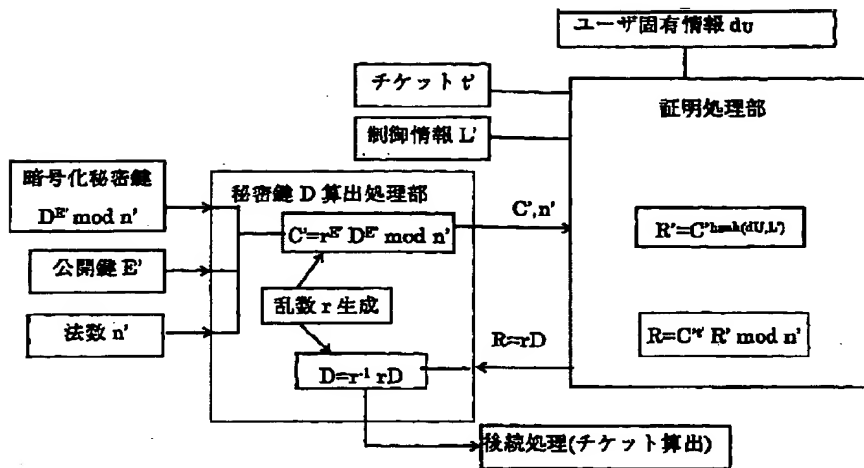 ユーザ固有情報 dU
チケット t'
証明処理部
制御情報 L'
暗号化秘密鍵
D^E' mod n'
秘密鍵 D 算出処理部
C',n'
C'=r^E' D^E' mod n'
R'=C'^hash(dU,L')
公開鍵 E'
乱数 r 生成
法数 n'
R=rD
R=C'^t' R' mod n'
D=r^-1 rD
後続処理(チケット算出)